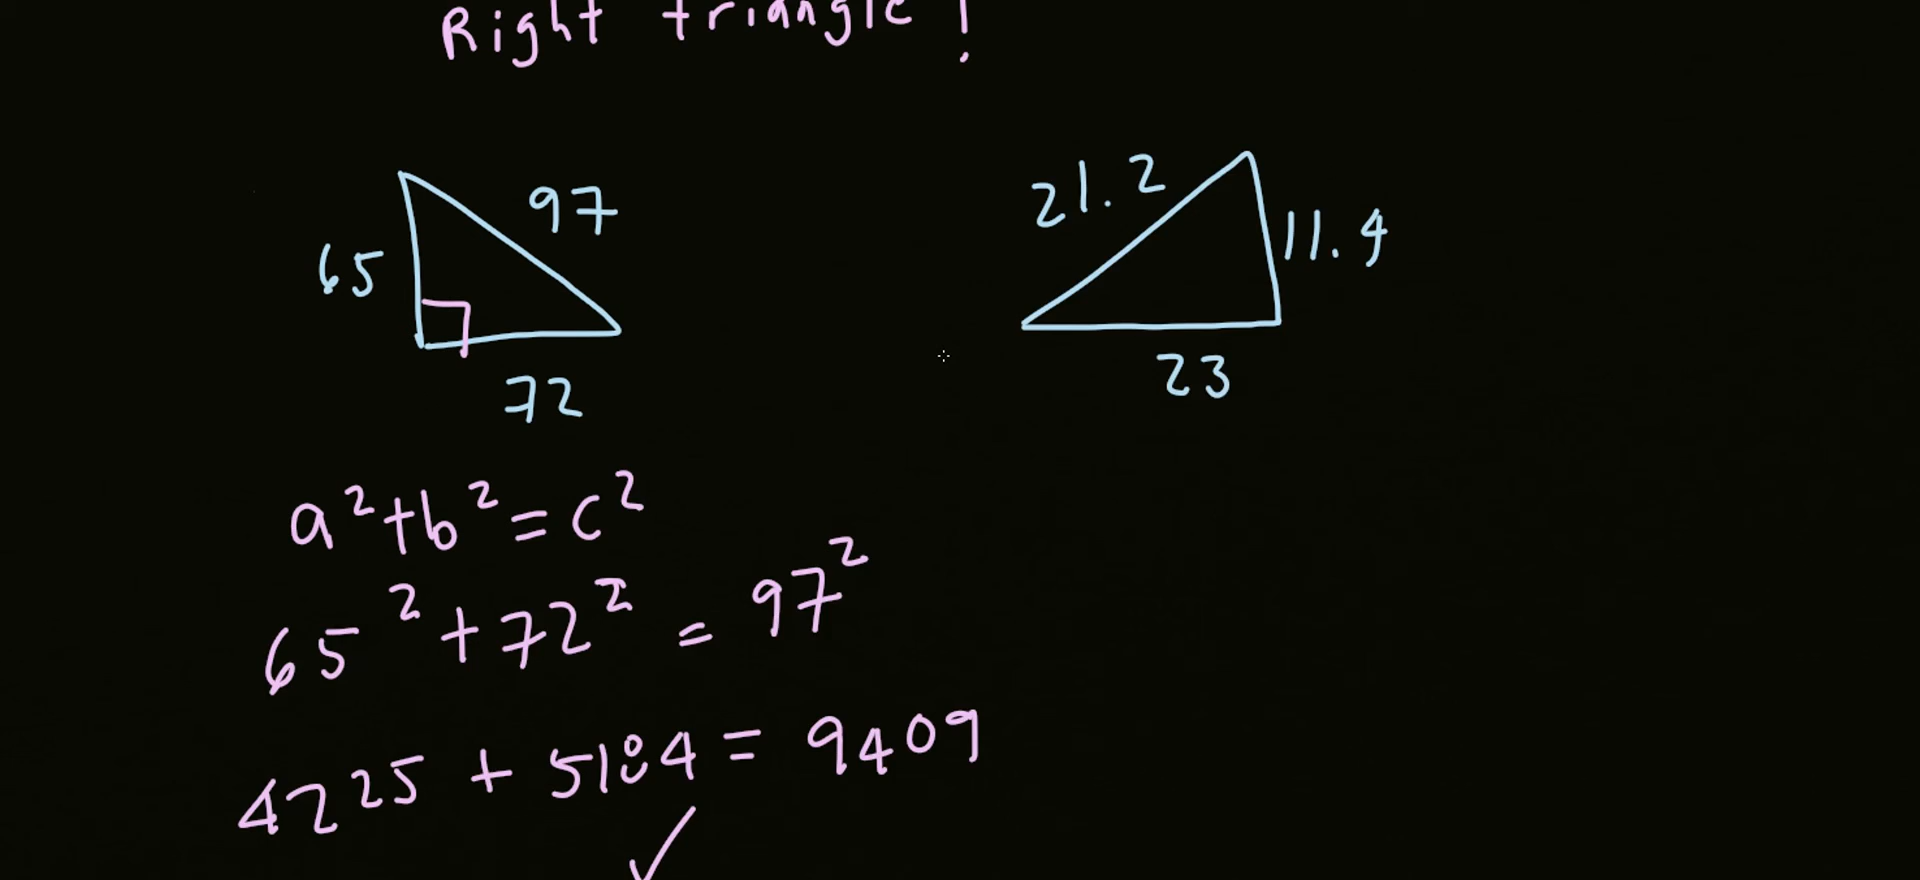 Right triangle!
97
65
72
21.2
11.4
23
a²+b²=c²
65²+72² = 97²
4225 + 5184 = 9409
✓